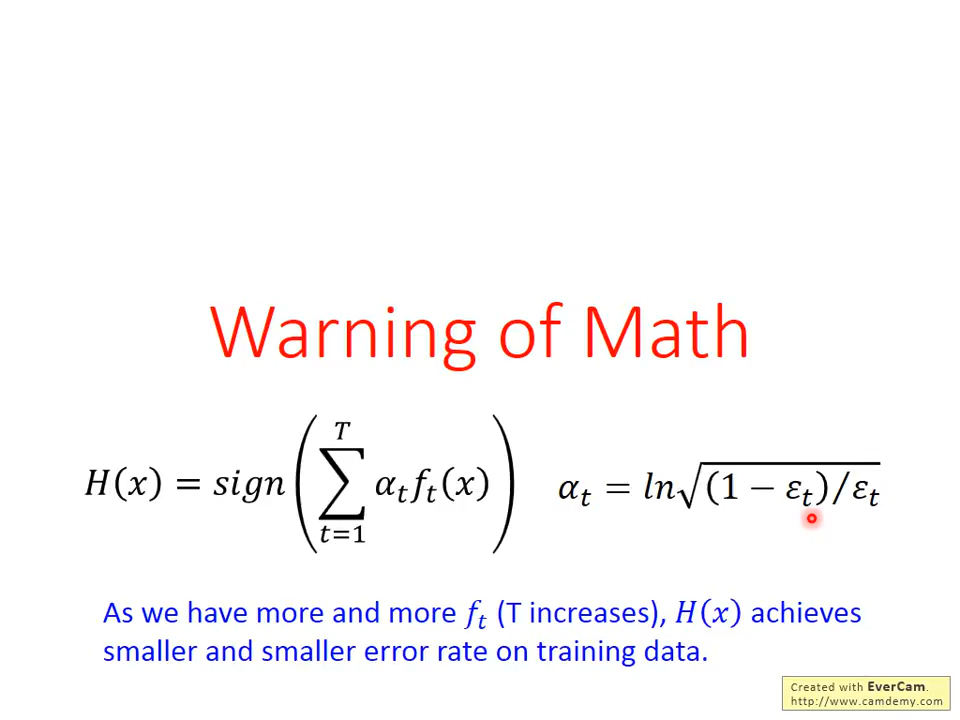 Warning of Math
H(x) = sign(∑_{t=1}^{T} α_t f_t(x)) α_t = ln√((1 − ε_t)/ε_t)
As we have more and more f_t (T increases), H(x) achieves
smaller and smaller error rate on training data.
Created with EverCam.
http://www.camdemy.com